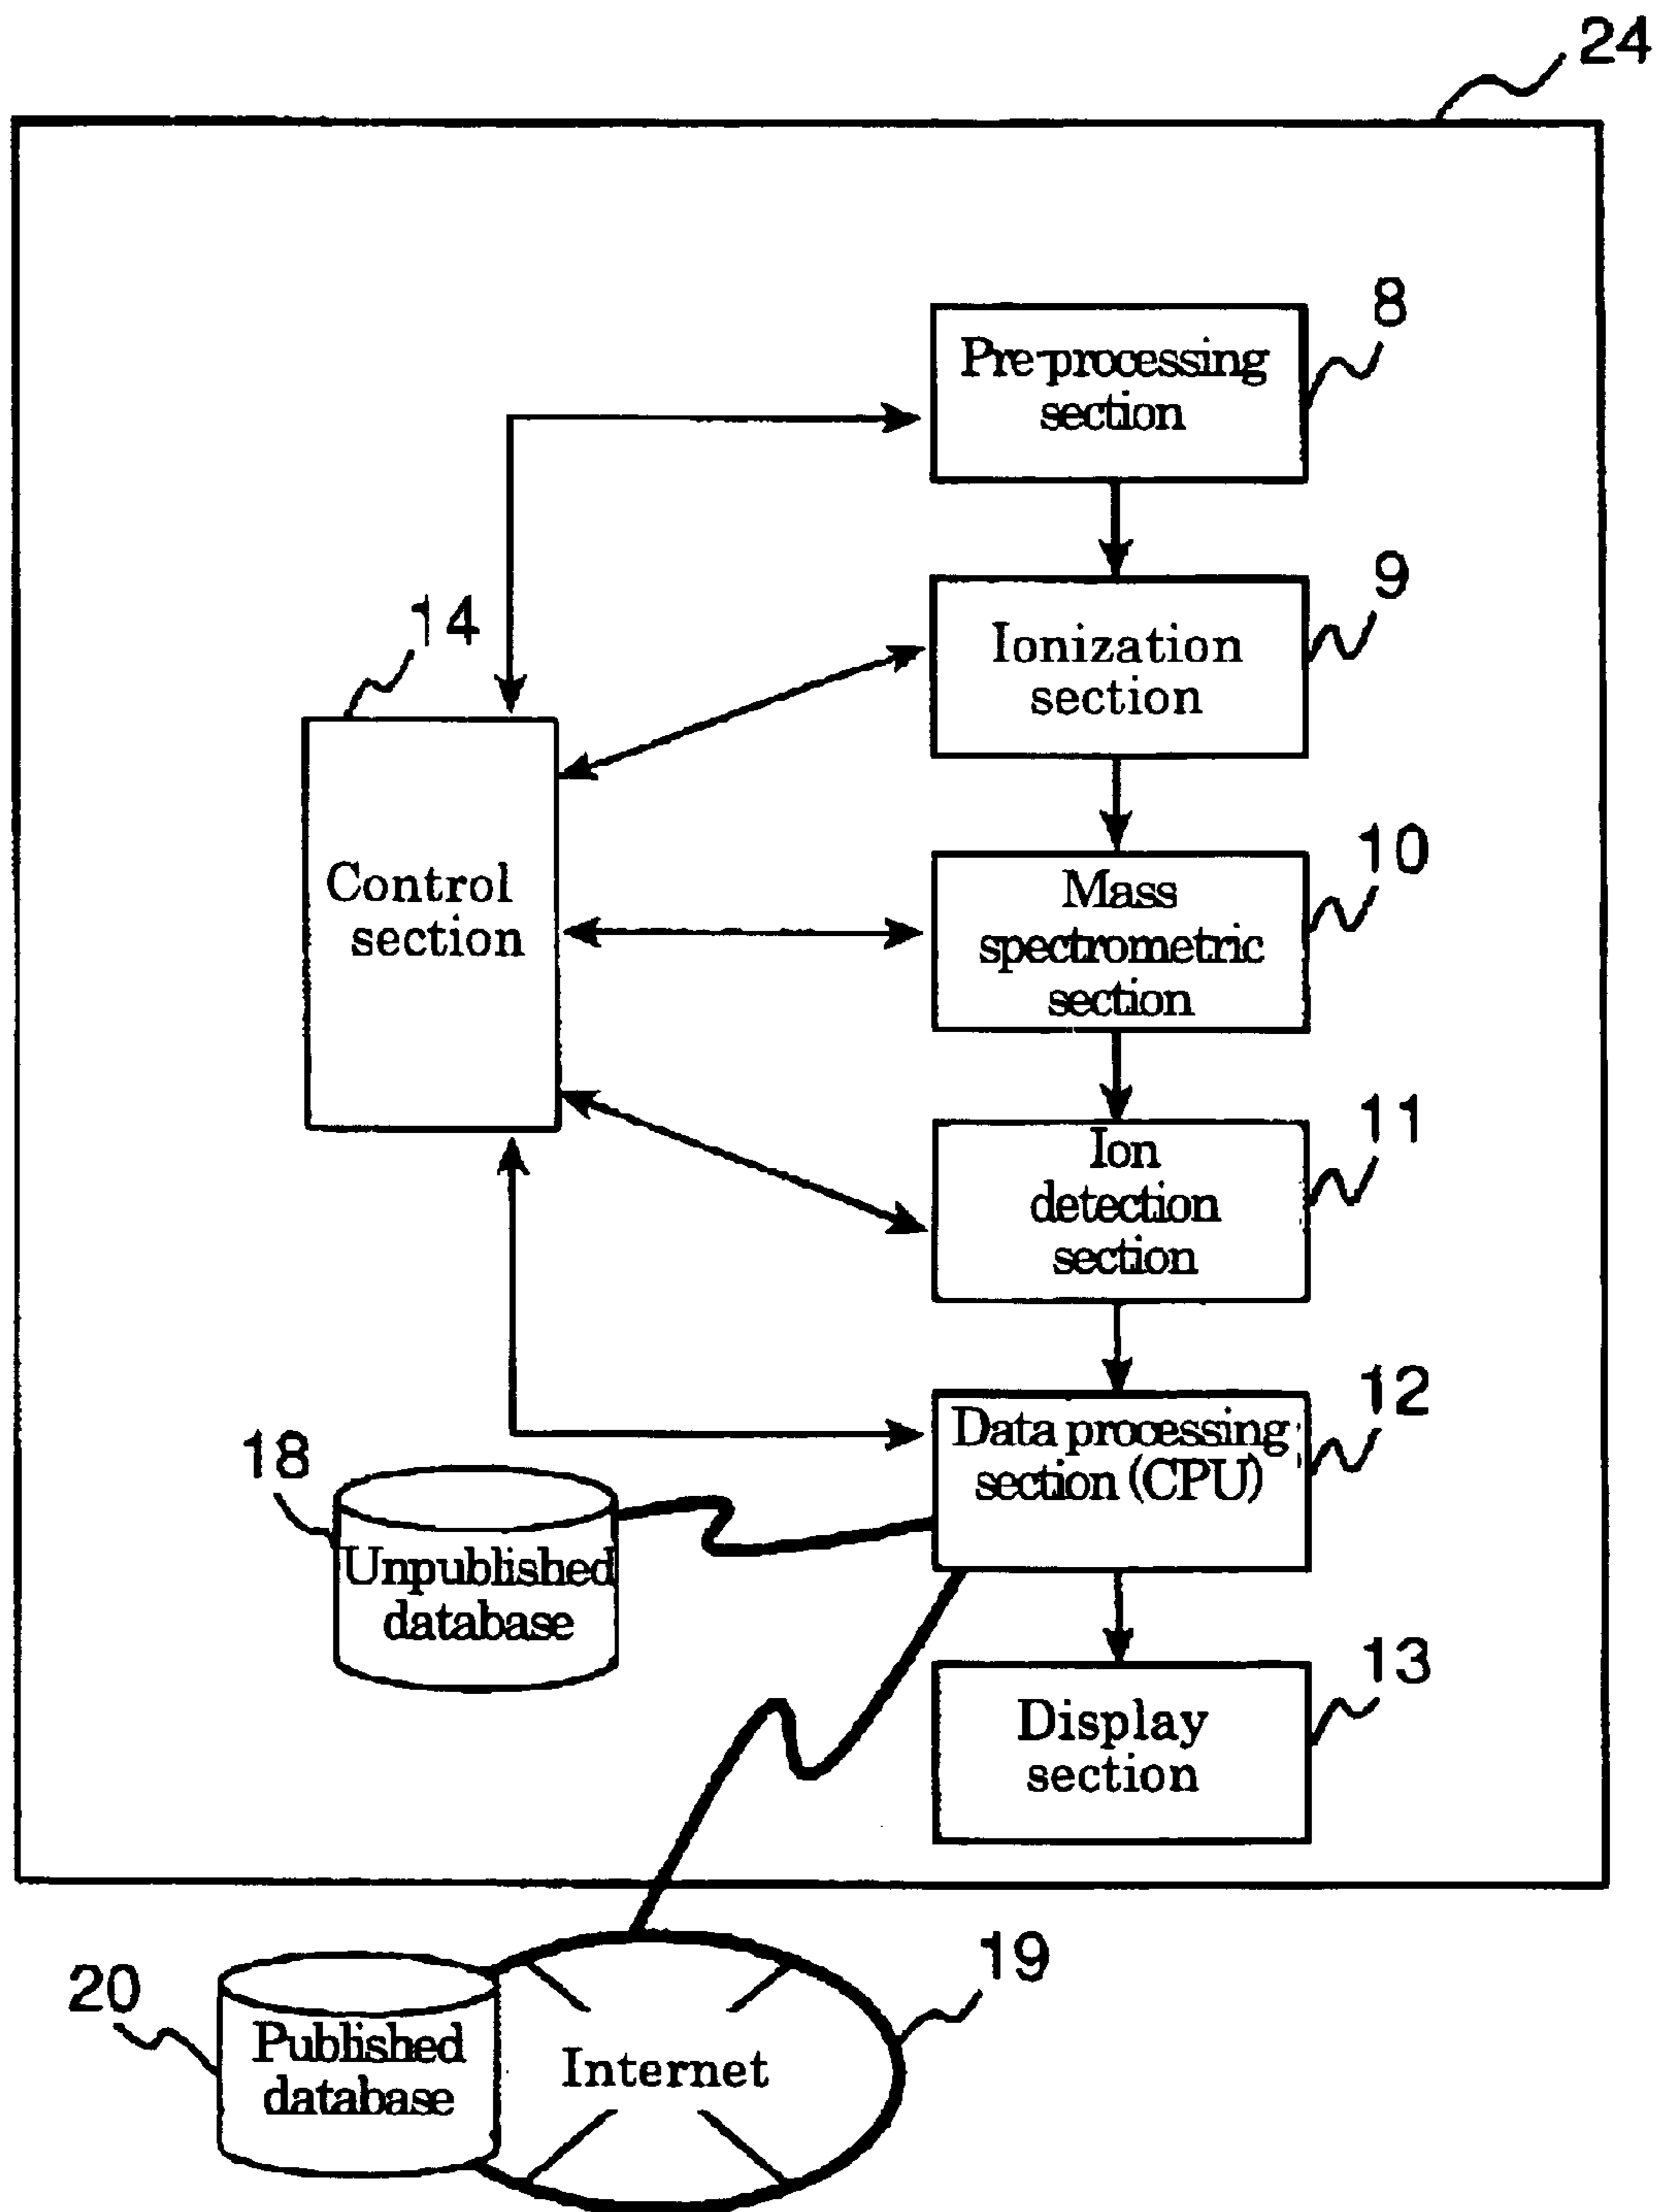 24
8
Pre-processing
section
9
Ionization
section
14
Control
section
10
Mass
spectrometric
section
11
Ion
detection
section
12
Data processing
section (CPU)
18
Unpublished
database
13
Display
section
19
Internet
20
Published
database